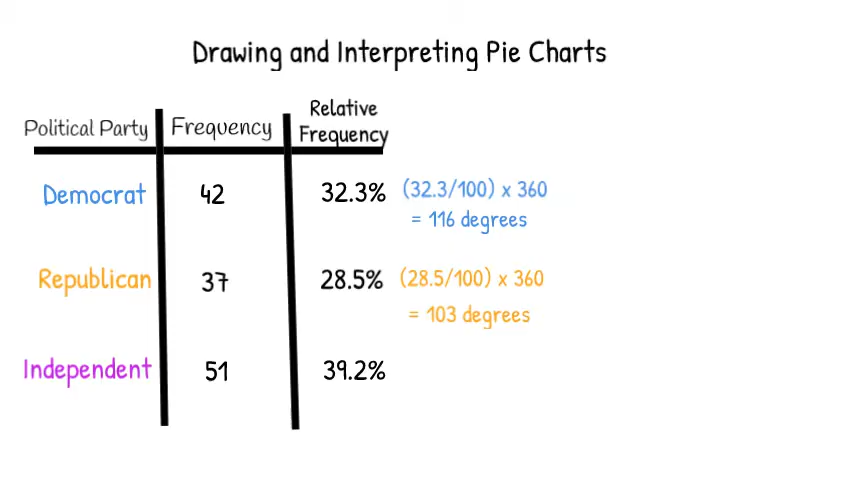 Drawing and Interpreting Pie Charts
Political Party Frequency Relative Frequency
Democrat 42 32.3% (32.3/100) x 360
= 116 degrees
Republican 37 28.5% (28.5/100) x 360
= 103 degrees
Independent 51 39.2%